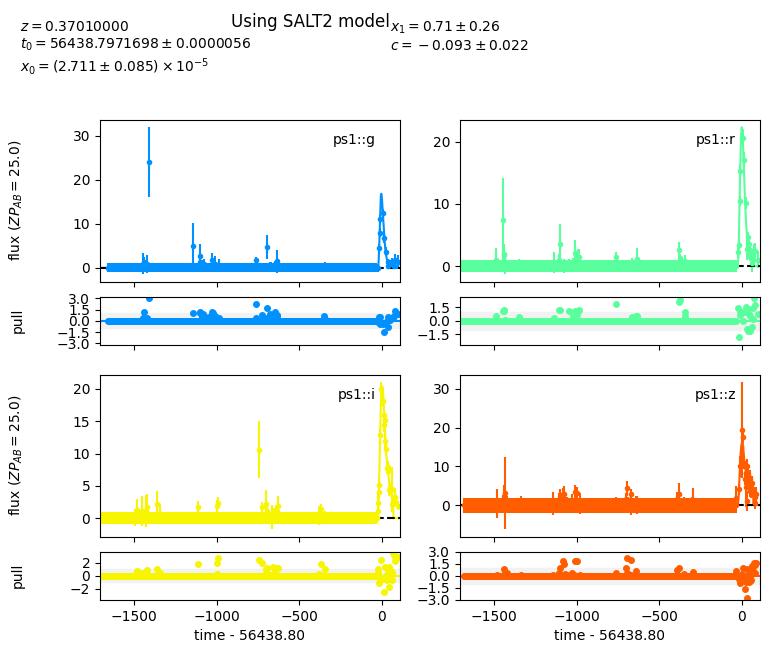 Using SALT2 model
z = 0.37010000
t₀ = 56438.7971698 ± 0.0000056
x₀ = (2.711 ± 0.085) × 10⁻⁵
x₁ = 0.71 ± 0.26
c = −0.093 ± 0.022
flux (ZP_AB = 25.0)
30
20
10
0
ps1::g
20
10
0
ps1::r
pull
3.0
1.5
0.0
−1.5
−3.0
1.5
0.0
−1.5
flux (ZP_AB = 25.0)
20
15
10
5
0
ps1::i
30
20
10
0
ps1::z
pull
2
0
−2
3.0
1.5
0.0
−1.5
−3.0
−1500 −1000 −500 0
−1500 −1000 −500 0
time - 56438.80
time - 56438.80